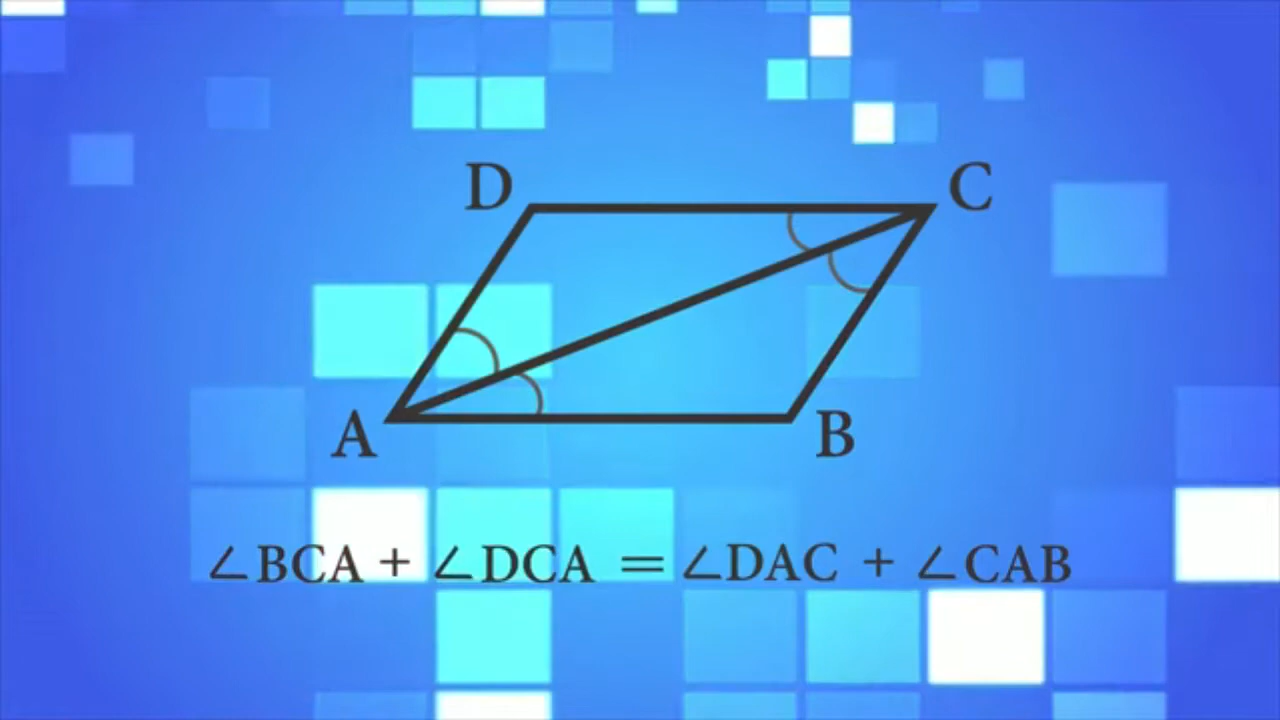 D C
A B
∠BCA + ∠DCA = ∠DAC + ∠CAB